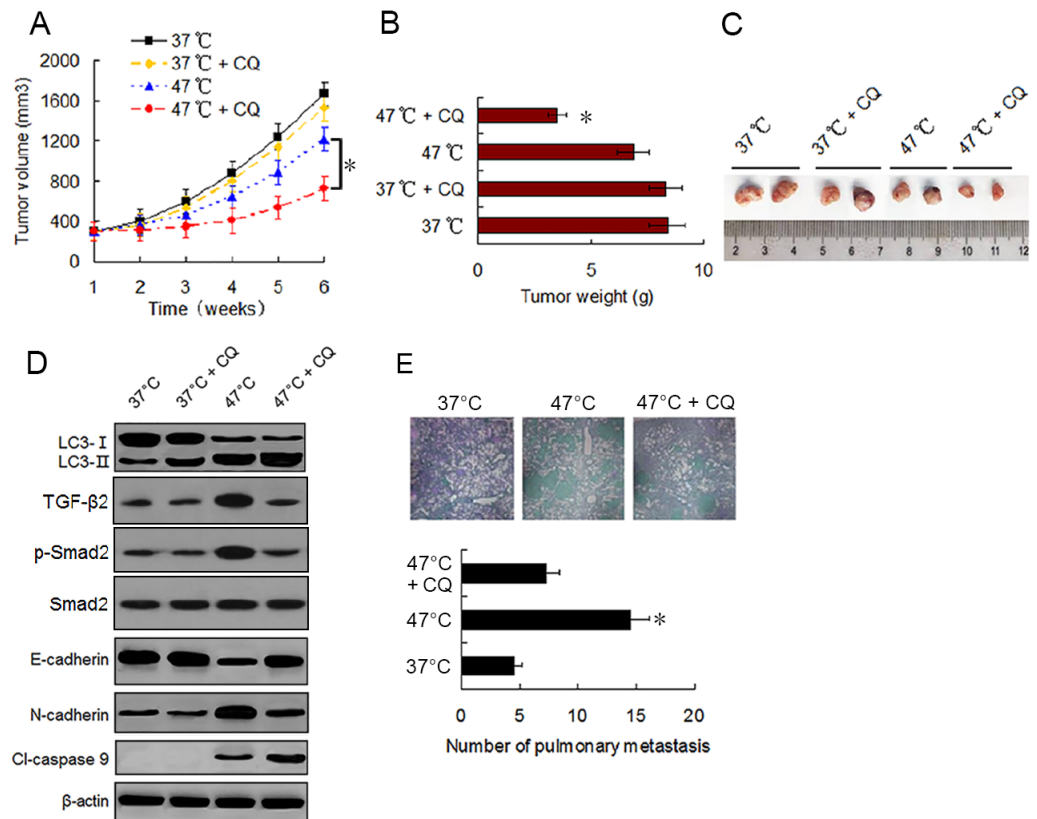 A
37℃
37℃ + CQ
47℃
47℃ + CQ
Tumor volume (mm3)
2000
1600
1200
800
400
0
*
1 2 3 4 5 6
Time (weeks)
B
47℃ + CQ
*
47℃
37℃ + CQ
37℃
0 5 10
Tumor weight (g)
C
37℃ 37℃ + CQ 47℃ 47℃ + CQ
2 3 4 5 6 7 8 9 10 11 12
D
37°C 37°C + CQ 47°C 47°C + CQ
LC3-Ⅰ
LC3-Ⅱ
TGF-β2
p-Smad2
Smad2
E-cadherin
N-cadherin
Cl-caspase 9
β-actin
E
37°C 47°C 47°C + CQ
47°C
+ CQ
47°C
*
37°C
0 5 10 15 20
Number of pulmonary metastasis